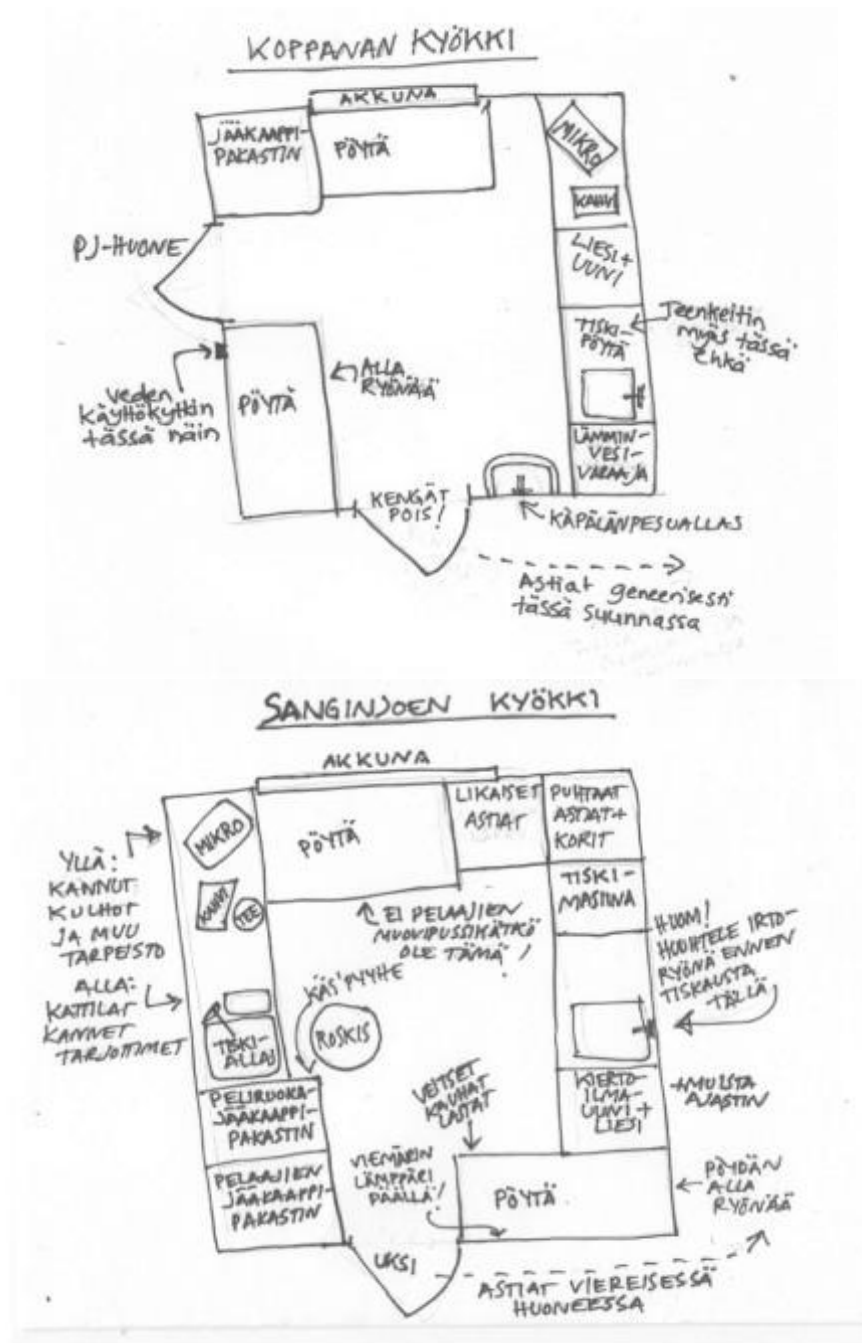 KOPPANAN KYÖKKI
AKKUNA
JÄÄKAAPPI-
PAKASTIN
PÖYTÄ
MIKRO
KAHVI
PJ-HUONE
LIESI+
UUNI
TISKI-
PÖYTÄ
Teenkeitin
myös tässä
ehkä
Veden
käyttökytkin
tässä näin
PÖYTÄ
ALLA
RYÖNÄÄ
LÄMMIN-
VESI-
VARAAJA
KENGÄT
POIS!
KÄPÄLÄNPESUALLAS
Astiat geneerisesti
tässä suunnassa
SANGINJOEN KYÖKKI
AKKUNA
MIKRO
PÖYTÄ
LIKAISET
ASTIAT
PUHTAAT
ASTIAT+
KORIT
YLLÄ:
KANNUT
KULHOT
JA MUU
TARPEISTO
KAHVI
TEE
TISKI-
MASIINA
EI PELAAJIEN
MUOVIPUSSIKÄTKÖ
OLE TÄMÄ!
HUOM!
HUUHTELE IRTO-
RYÖNÄ ENNEN
TISKAUSTA
TÄLLÄ
ALLA:
KATTILAT
KANNET
TARJOTTIMET
KÄS'PYYHE
TISKI-
ALLAS
ROSKIS
PELIRUOKA-
JÄÄKAAPPI-
PAKASTIN
VEITSET
KAUHAT
LASTAT
KIERTO-
ILMA-
UUNI+
LIESI
+MUISTA
AJASTIN
PELAAJIEN
JÄÄKAAPPI-
PAKASTIN
VIEMÄRIN
LÄMPPÄRI
PÄÄLLÄ!
PÖYTÄ
PÖYDÄN
ALLA
RYÖNÄÄ
UKSI
ASTIAT VIEREISESSÄ
HUONEESSA